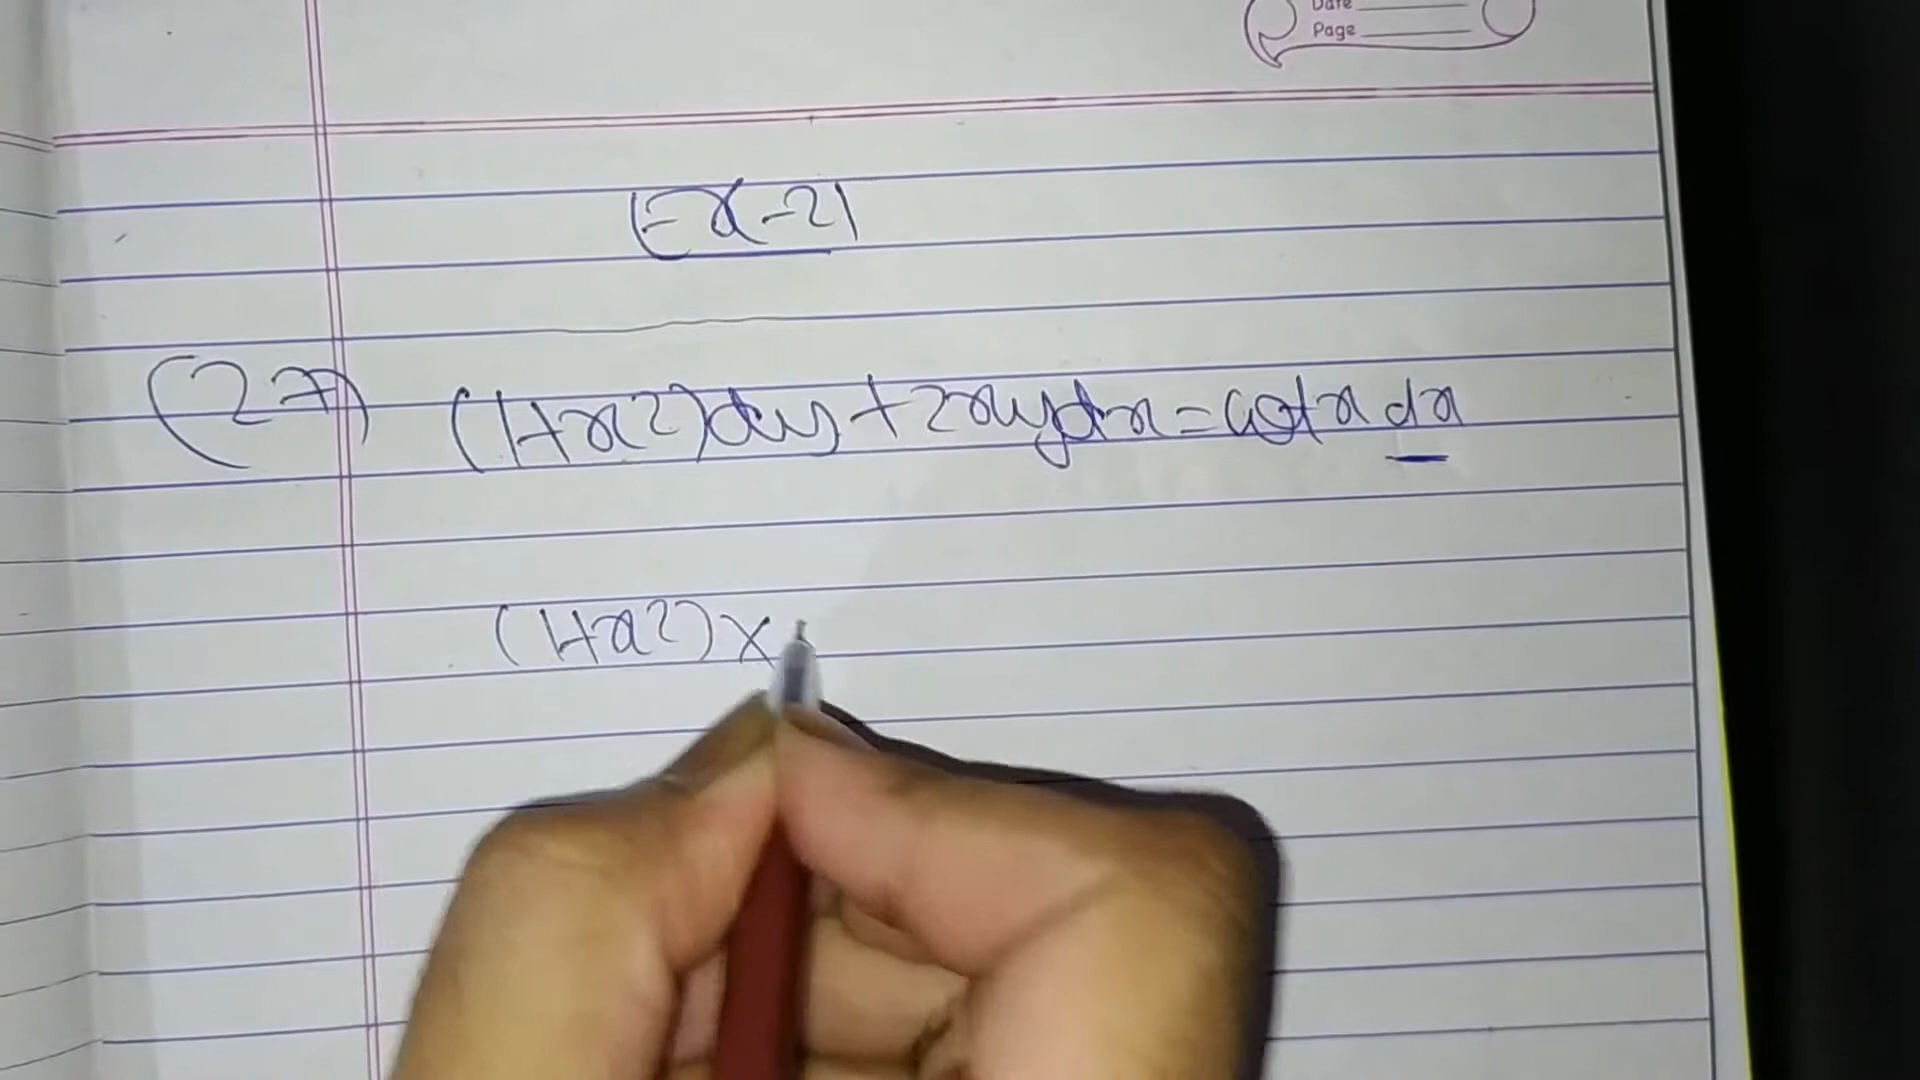 Date
Page
Ex-21
(27) (1+x2)dy+2xydx=cotx dx
(1+x2)x